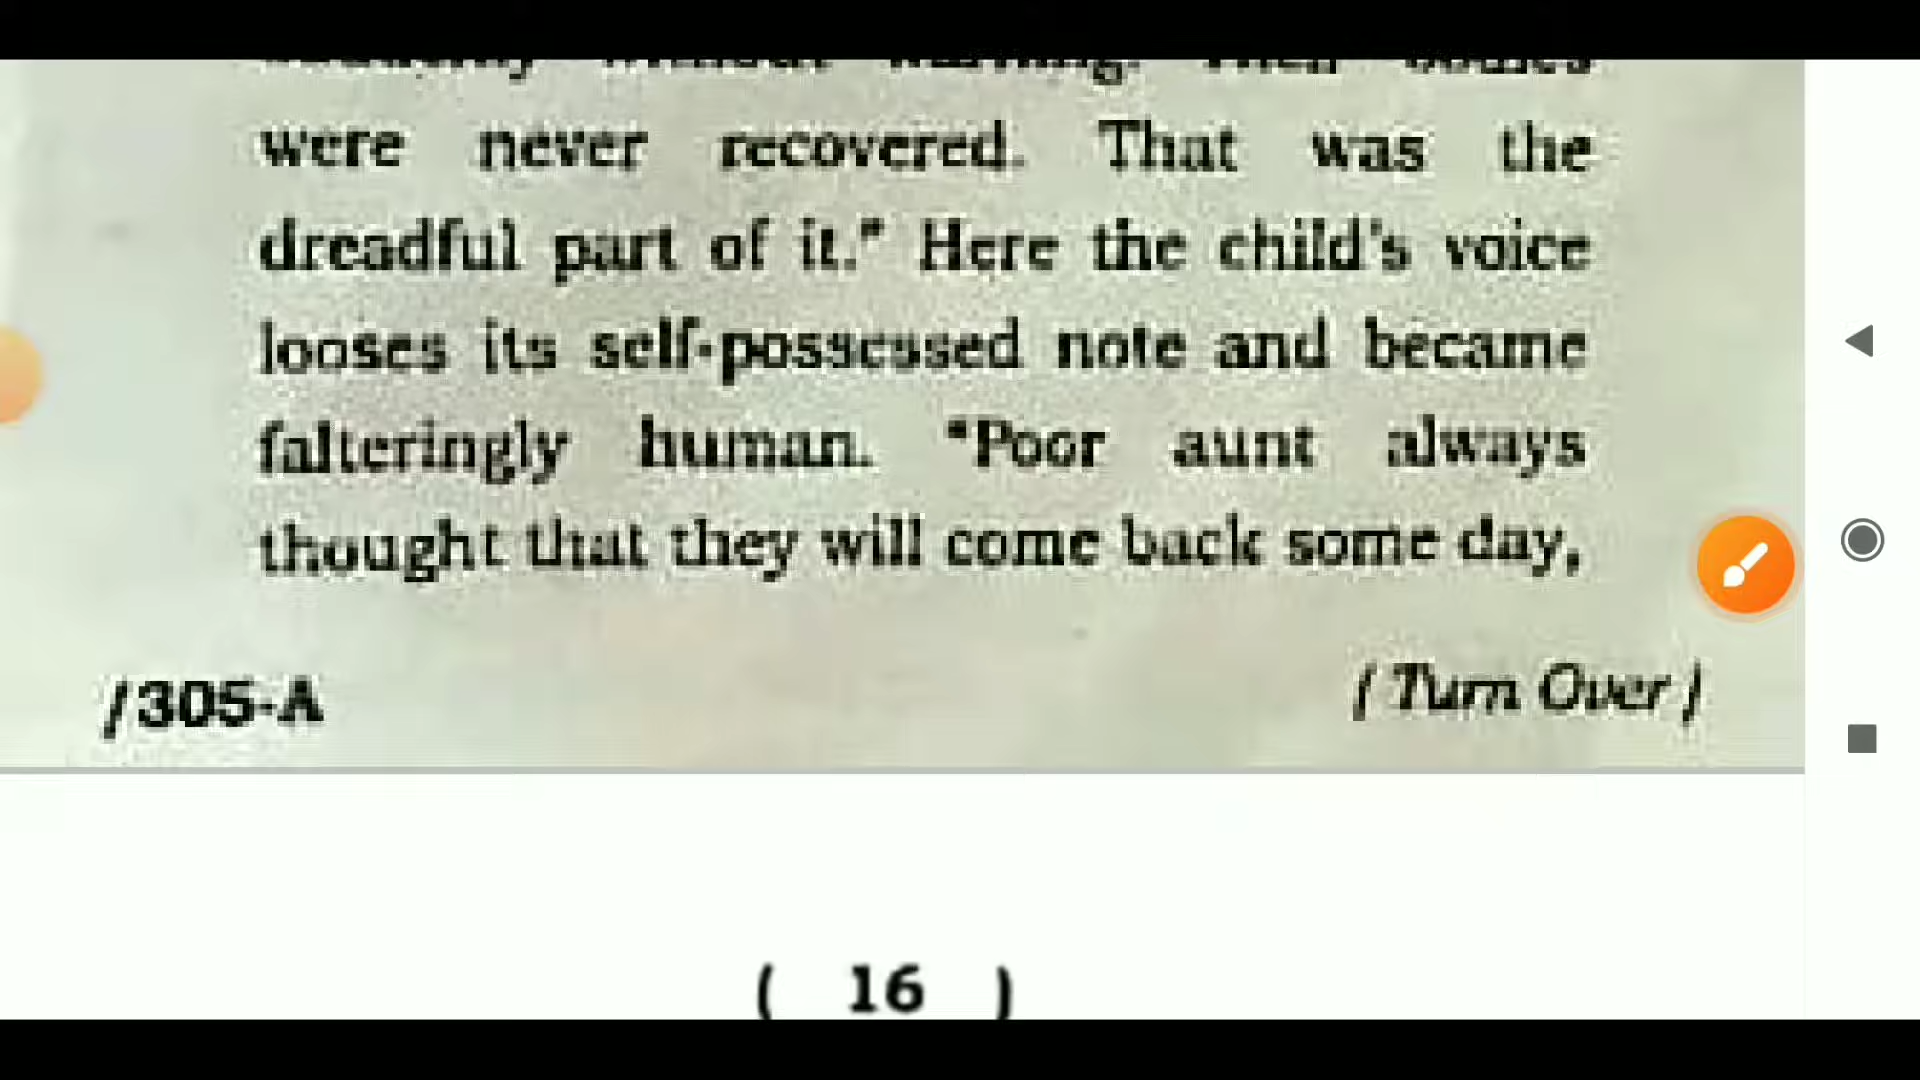 were never recovered. That was the
dreadful part of it." Here the child's voice
looses its self-possessed note and became
falteringly human. "Poor aunt always
thought that they will come back some day,
/305-A
[ Turn Over ]
( 16 )